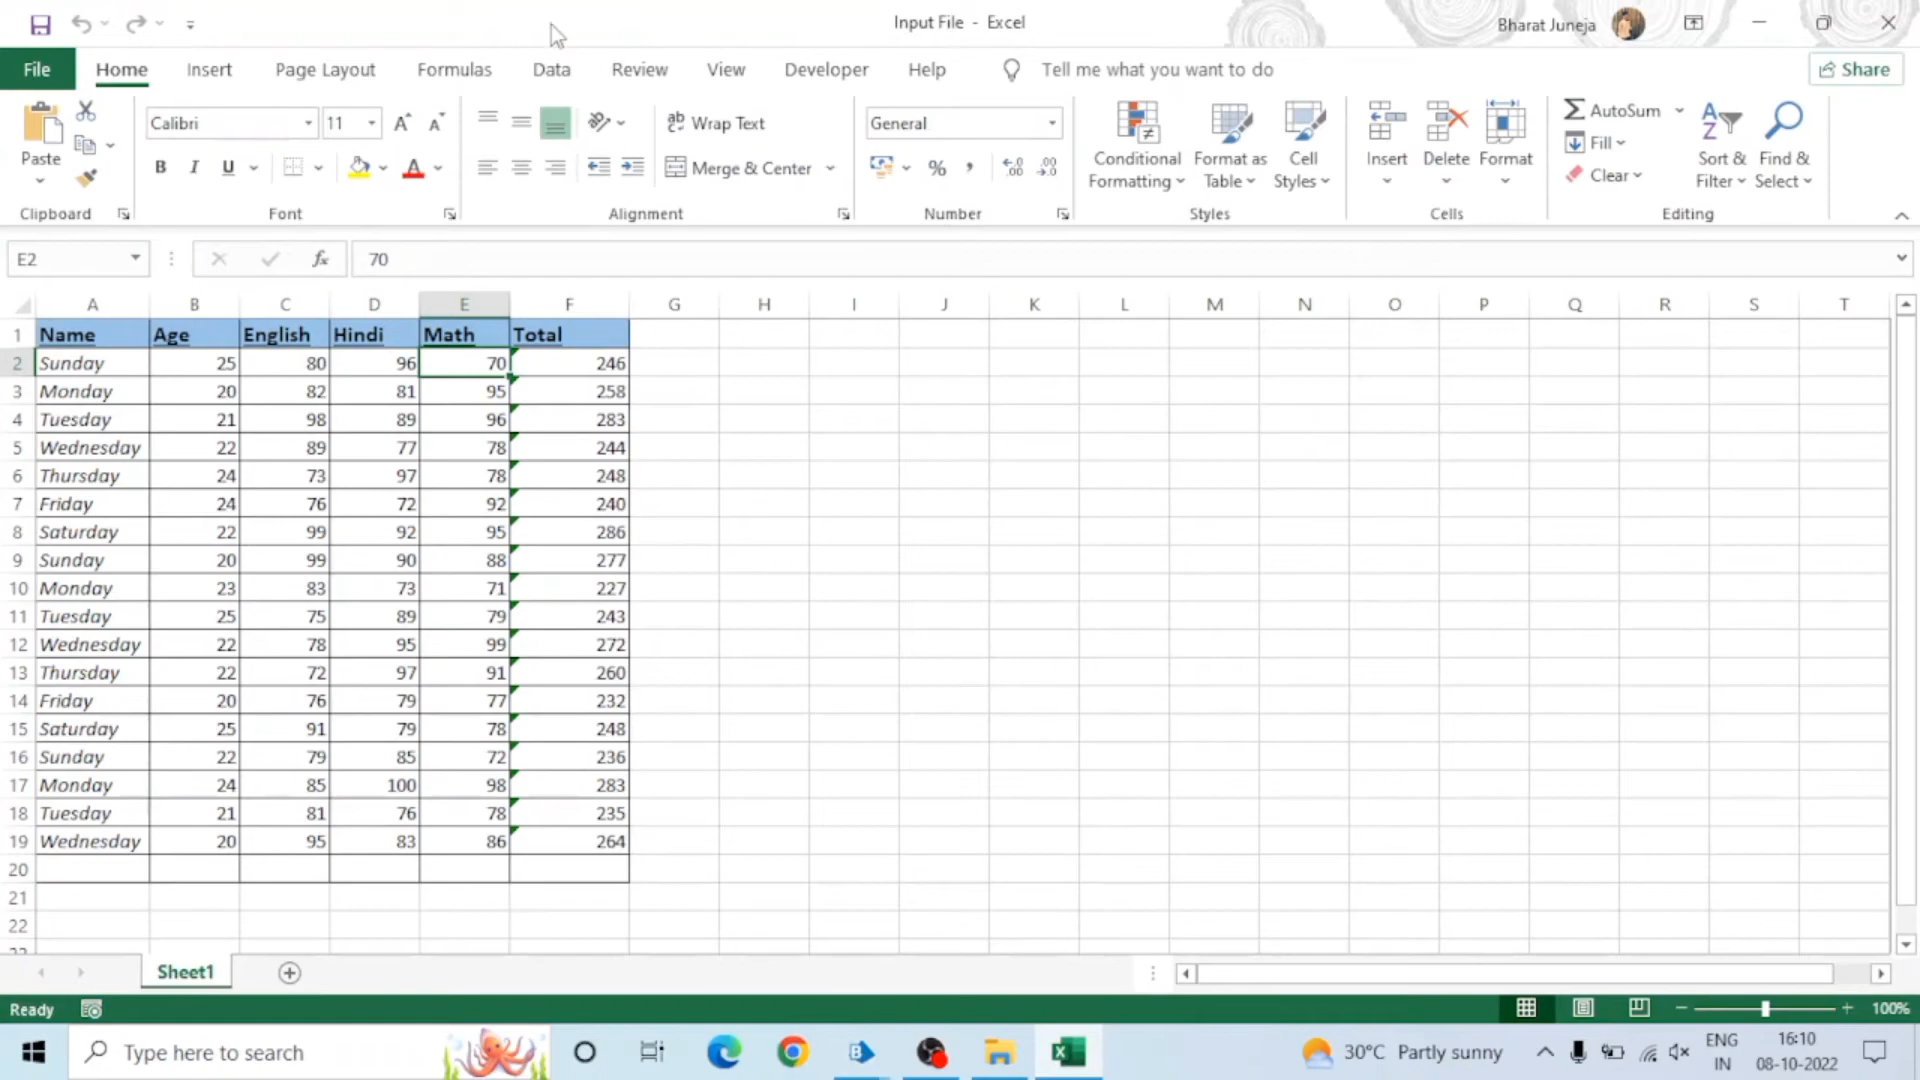 Input File - Excel
Bharat Juneja
File Home Insert Page Layout Formulas Data Review View Developer Help Tell me what you want to do Share
Calibri 11 Wrap Text General AutoSum
Paste Fill
B I U Merge & Center % , Conditional Formatting Format as Table Cell Styles Insert Delete Format Clear Sort & Filter Find & Select
Clipboard Font Alignment Number Styles Cells Editing
E2 fx 70
A B C D E F G H I J K L M N O P Q R S T
1 Name Age English Hindi Math Total
2 Sunday 25 80 96 70 246
3 Monday 20 82 81 95 258
4 Tuesday 21 98 89 96 283
5 Wednesday 22 89 77 78 244
6 Thursday 24 73 97 78 248
7 Friday 24 76 72 92 240
8 Saturday 22 99 92 95 286
9 Sunday 20 99 90 88 277
10 Monday 23 83 73 71 227
11 Tuesday 25 75 89 79 243
12 Wednesday 22 78 95 99 272
13 Thursday 22 72 97 91 260
14 Friday 20 76 79 77 232
15 Saturday 25 91 79 78 248
16 Sunday 22 79 85 72 236
17 Monday 24 85 100 98 283
18 Tuesday 21 81 76 78 235
19 Wednesday 20 95 83 86 264
20
21
22
Sheet1
Ready 100%
Type here to search 30°C Partly sunny ENG 16:10
IN 08-10-2022